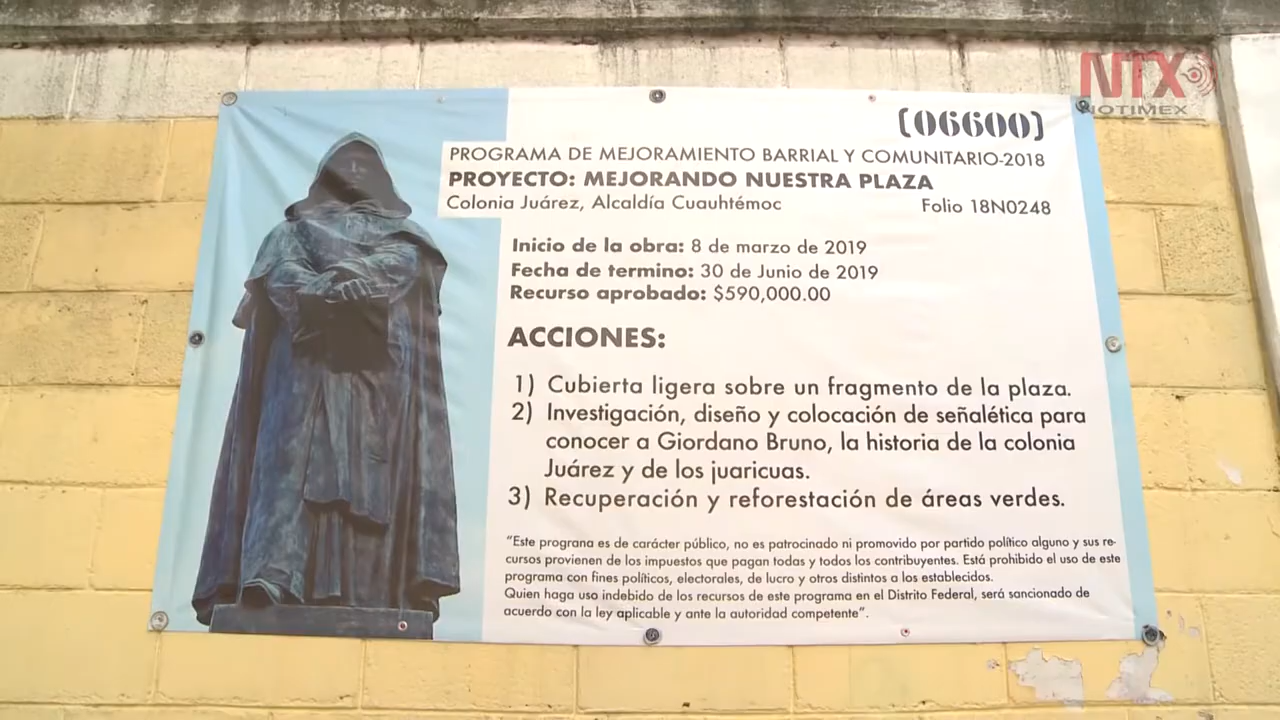 NTX
NOTIMEX
(06600)
PROGRAMA DE MEJORAMIENTO BARRIAL Y COMUNITARIO-2018
PROYECTO: MEJORANDO NUESTRA PLAZA
Colonia Juárez, Alcaldía Cuauhtémoc Folio 18N0248
Inicio de la obra: 8 de marzo de 2019
Fecha de termino: 30 de Junio de 2019
Recurso aprobado: $590,000.00
ACCIONES:
1) Cubierta ligera sobre un fragmento de la plaza.
2) Investigación, diseño y colocación de señalética para
conocer a Giordano Bruno, la historia de la colonia
Juárez y de los juaricuas.
3) Recuperación y reforestación de áreas verdes.
“Este prograna es de carácter público, no es patrocinado ni promovido por partido político alguno y sus re-
cursos provienen de los impuestos que pagan todas y todos los contribuyentes. Está prohibido el uso de este
programa con fines políticos, electorales, de lucro y otros distintos a los establecidos.
Quien haga uso indebido de los recursos de este programa en el Distrito Federal, será sancionado de
acuerdo con la ley aplicable y ante la autoridad competente”.